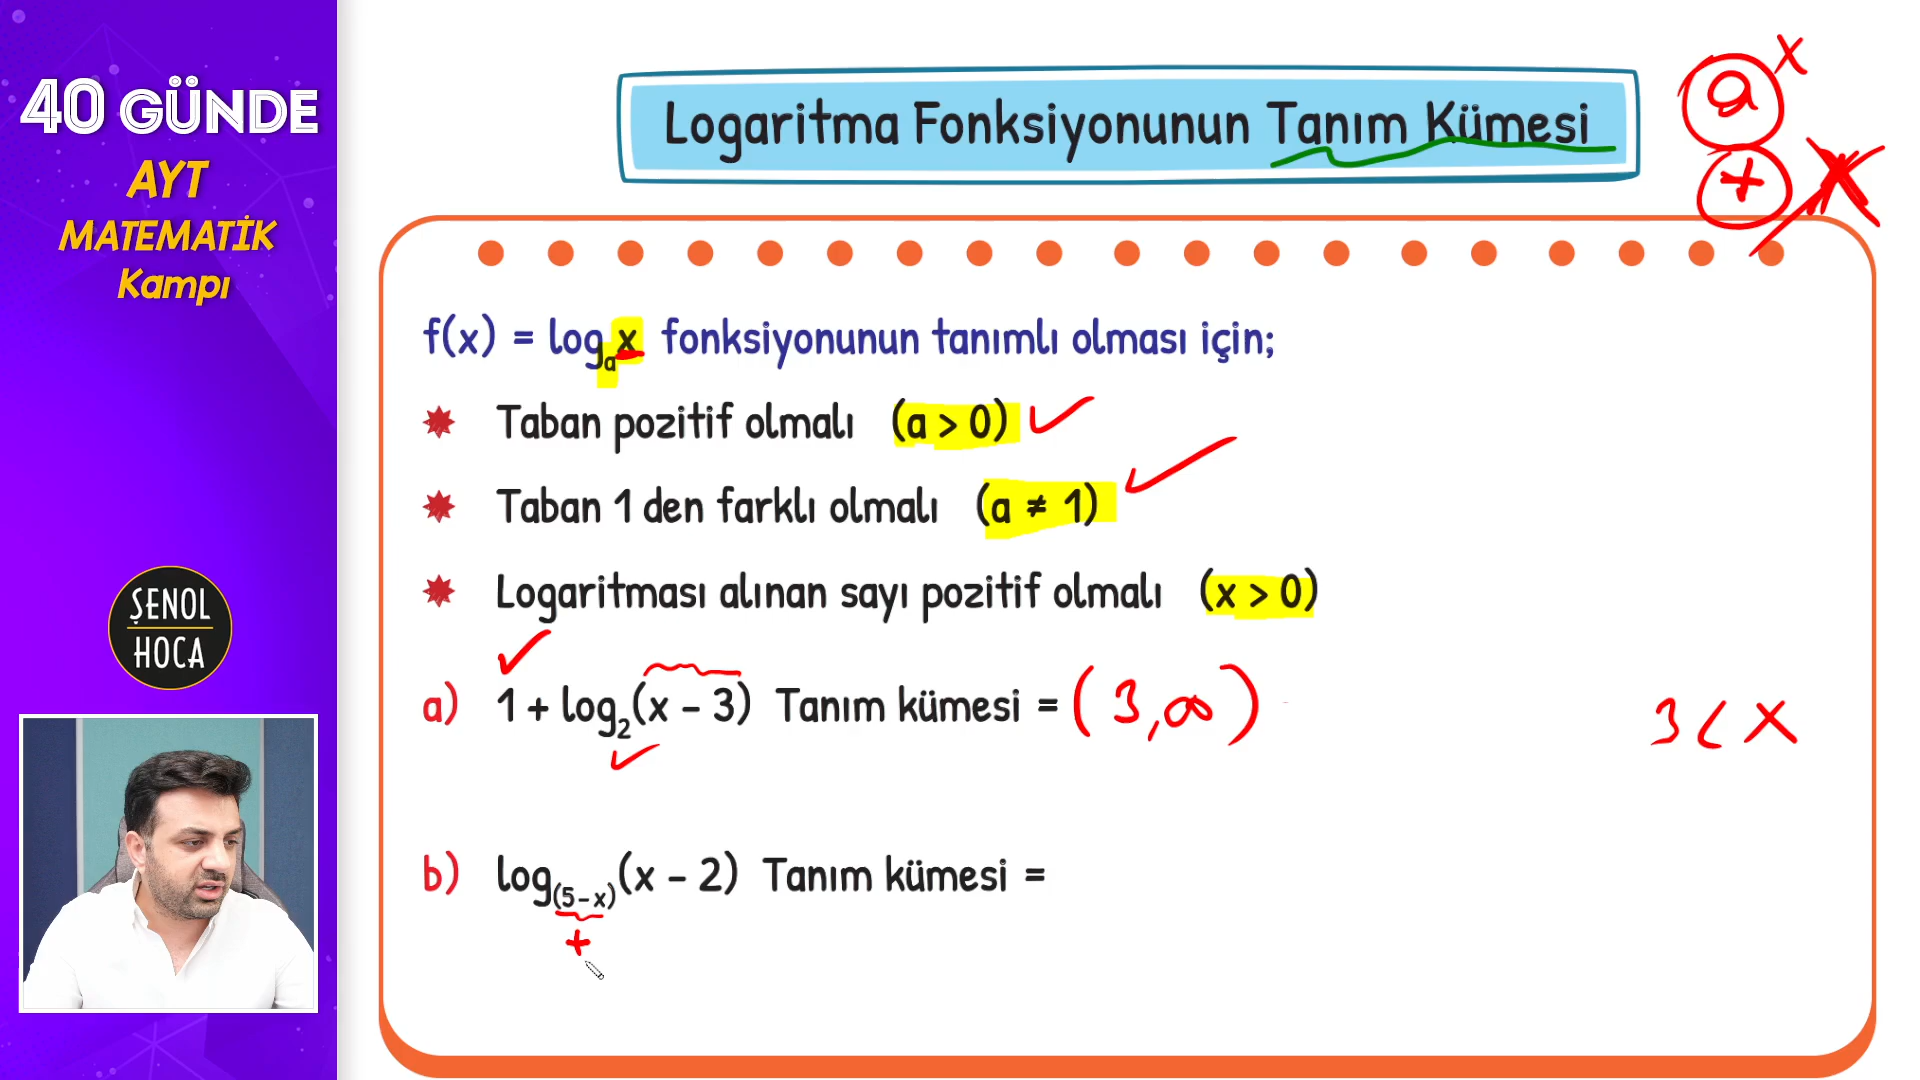 40 GÜNDE
AYT
MATEMATİK
Kampı
ŞENOL
HOCA
Logaritma Fonksiyonunun Tanım Kümesi
a^x
+
f(x) = logₐx fonksiyonunun tanımlı olması için;
Taban pozitif olmalı (a > 0)
Taban 1 den farklı olmalı (a ≠ 1)
Logaritması alınan sayı pozitif olmalı (x > 0)
a) 1 + log₂(x – 3) Tanım kümesi = (3,∞)
3 < x
b) log₍₅₋ₓ₎(x – 2) Tanım kümesi =
+